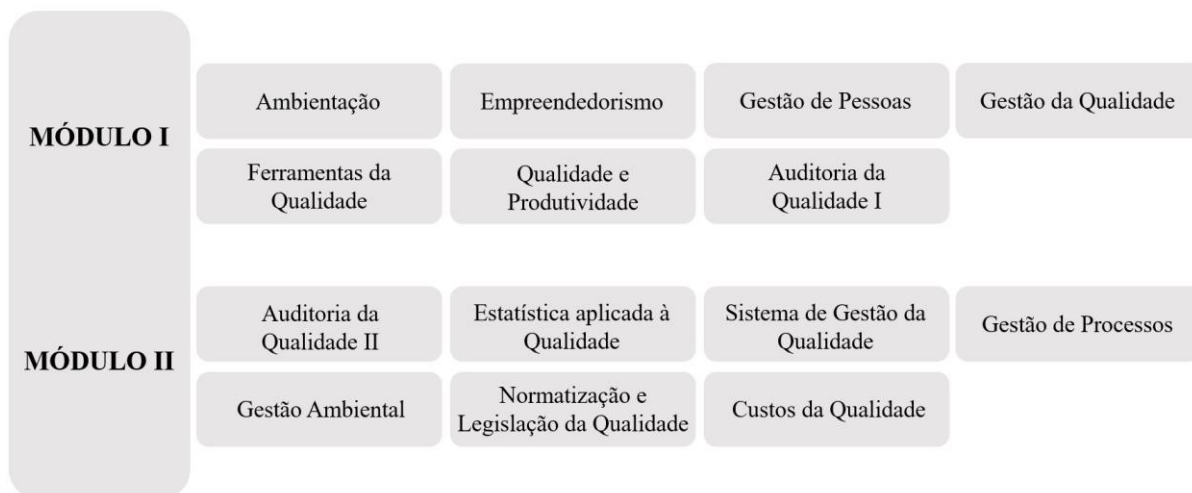 MÓDULO I
Ambientação
Empreendedorismo
Gestão de Pessoas
Gestão da Qualidade
Ferramentas da
Qualidade
Qualidade e
Produtividade
Auditoria da
Qualidade I
MÓDULO II
Auditoria da
Qualidade II
Estatística aplicada à
Qualidade
Sistema de Gestão da
Qualidade
Gestão de Processos
Gestão Ambiental
Normatização e
Legislação da Qualidade
Custos da Qualidade